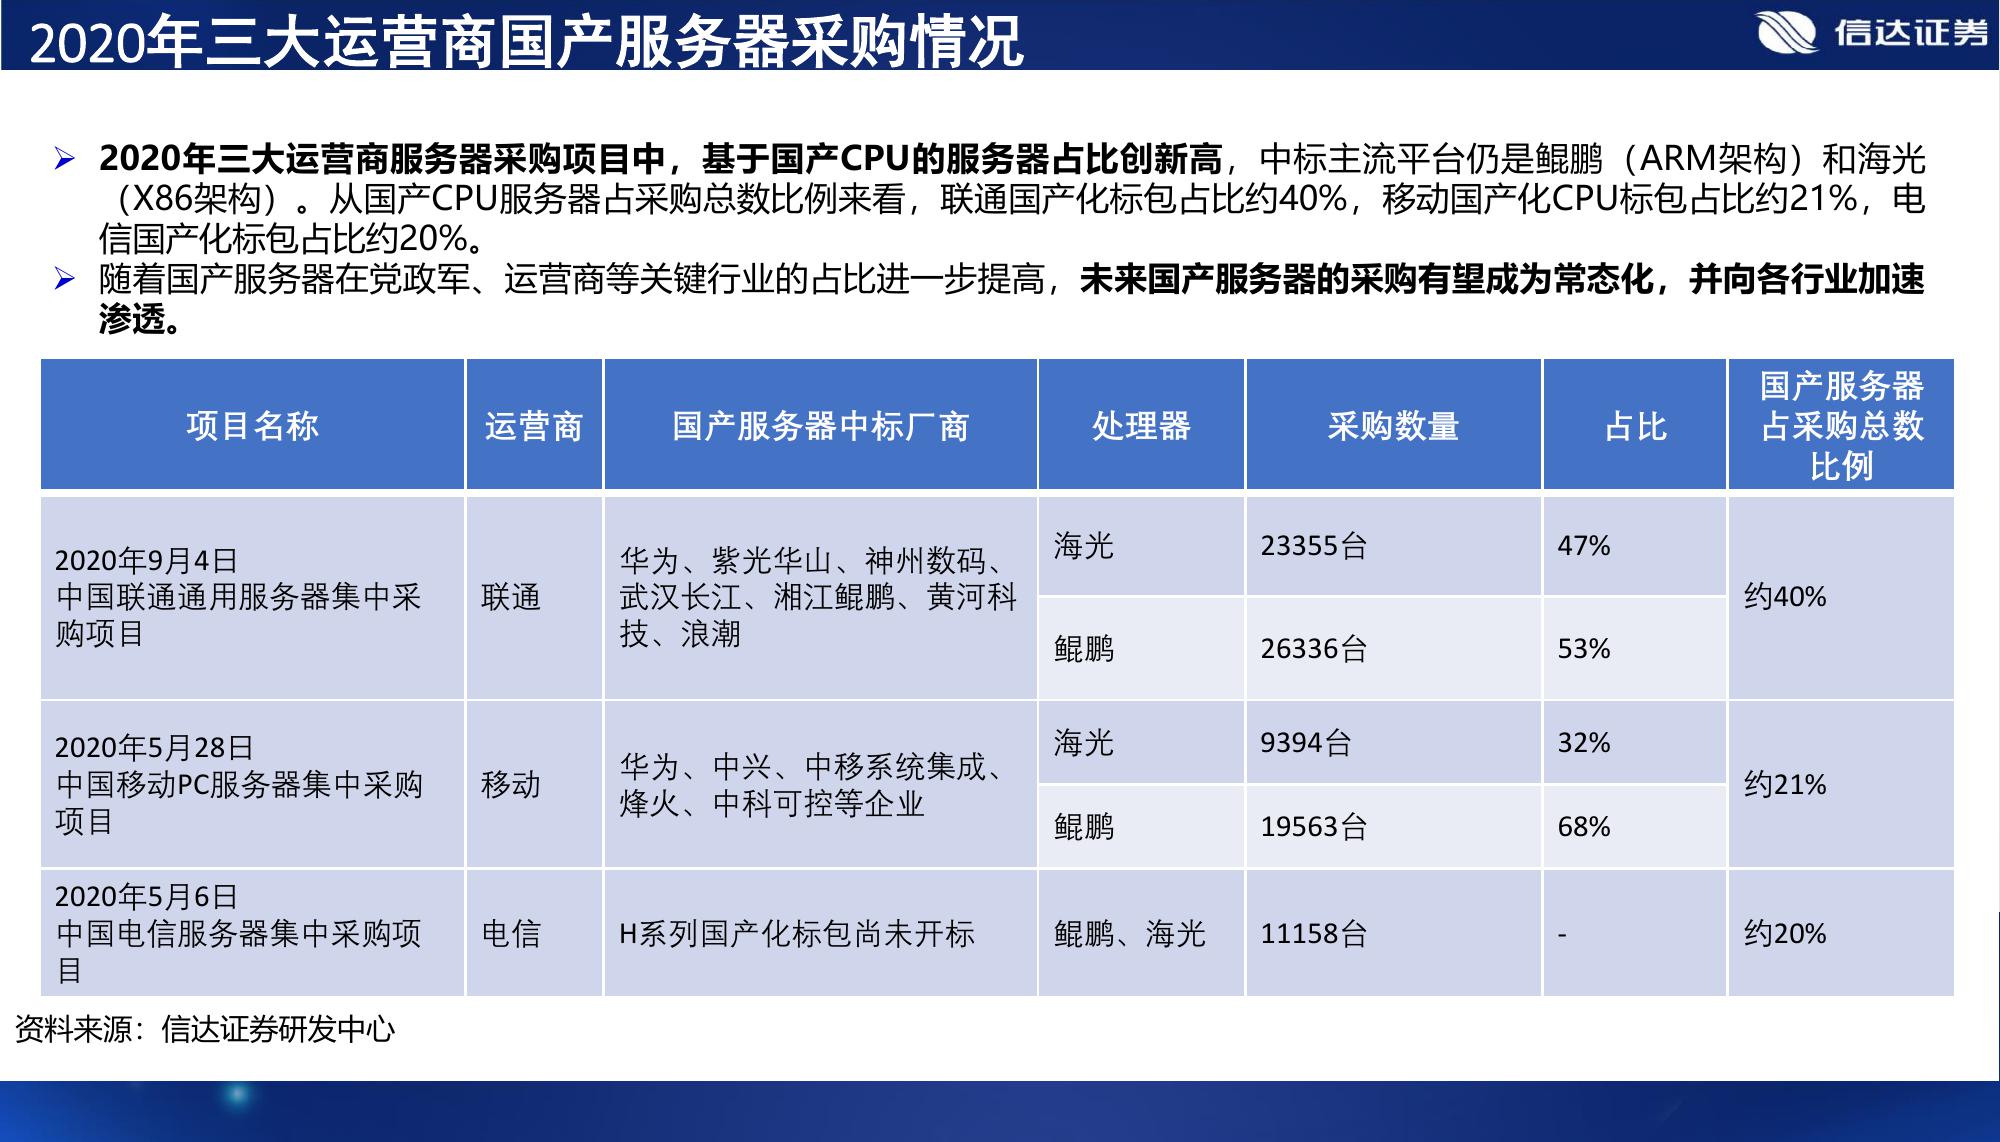 2020年三大运营商国产服务器采购情况
信达证券
➢ 2020年三大运营商服务器采购项目中，基于国产CPU的服务器占比创新高，中标主流平台仍是鲲鹏（ARM架构）和海光
（X86架构）。从国产CPU服务器占采购总数比例来看，联通国产化标包占比约40%，移动国产化CPU标包占比约21%，电
信国产化标包占比约20%。
➢ 随着国产服务器在党政军、运营商等关键行业的占比进一步提高，未来国产服务器的采购有望成为常态化，并向各行业加速
渗透。
项目名称
运营商
国产服务器中标厂商
处理器
采购数量
占比
国产服务器
占采购总数
比例
2020年9月4日
中国联通通用服务器集中采
购项目
联通
华为、紫光华山、神州数码、
武汉长江、湘江鲲鹏、黄河科
技、浪潮
海光
23355台
47%
鲲鹏
26336台
53%
约40%
2020年5月28日
中国移动PC服务器集中采购
项目
移动
华为、中兴、中移系统集成、
烽火、中科可控等企业
海光
9394台
32%
鲲鹏
19563台
68%
约21%
2020年5月6日
中国电信服务器集中采购项
目
电信
H系列国产化标包尚未开标
鲲鹏、海光
11158台
-
约20%
资料来源：信达证券研发中心